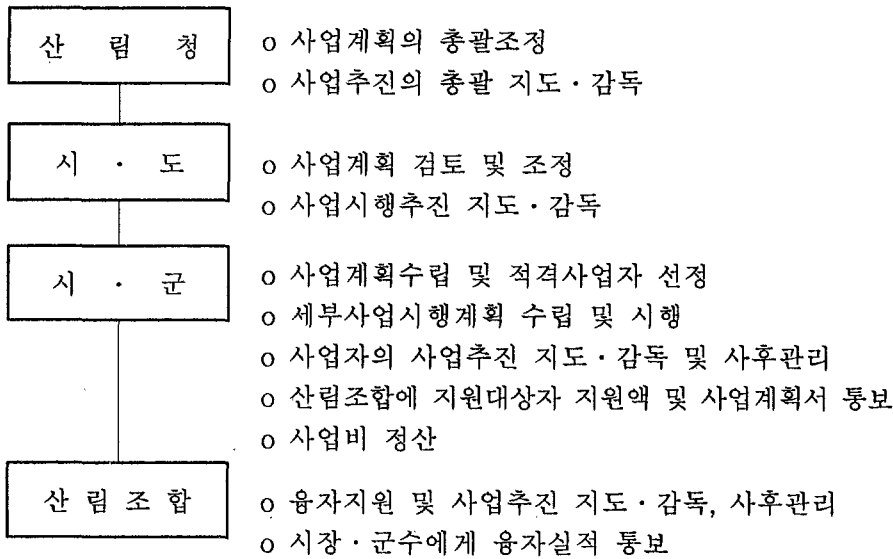 산 림 청
o 사업계획의 총괄조정
o 사업추진의 총괄 지도・감독
시 · 도
o 사업계획 검토 및 조정
o 사업시행추진 지도・감독
시 · 군
o 사업계획수립 및 적격사업자 선정
o 세부사업시행계획 수립 및 시행
o 사업자의 사업추진 지도・감독 및 사후관리
o 산림조합에 지원대상자 지원액 및 사업계획서 통보
o 사업비 정산
산 림 조 합
o 융자지원 및 사업추진 지도・감독, 사후관리
o 시장・군수에게 융자실적 통보